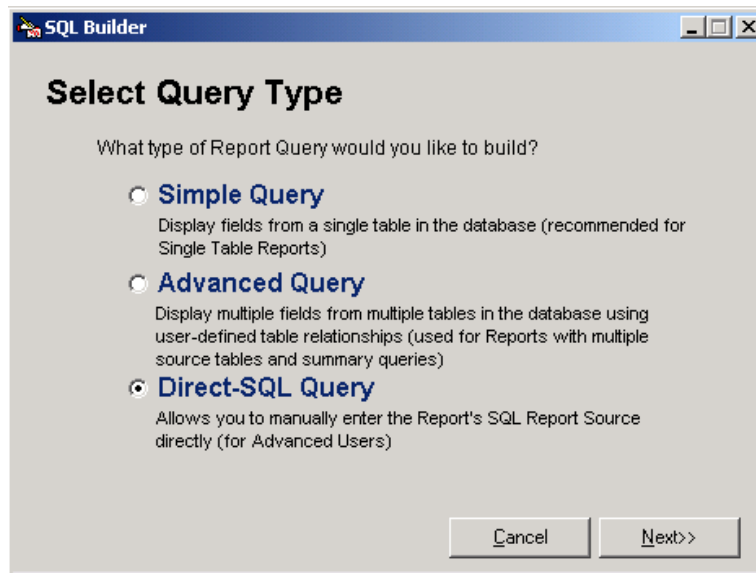 SQL Builder
Select Query Type
What type of Report Query would you like to build?
Simple Query
Display fields from a single table in the database (recommended for
Single Table Reports)
Advanced Query
Display multiple fields from multiple tables in the database using
user-defined table relationships (used for Reports with multiple
source tables and summary queries)
Direct-SQL Query
Allows you to manually enter the Report's SQL Report Source
directly (for Advanced Users)
Cancel
Next>>